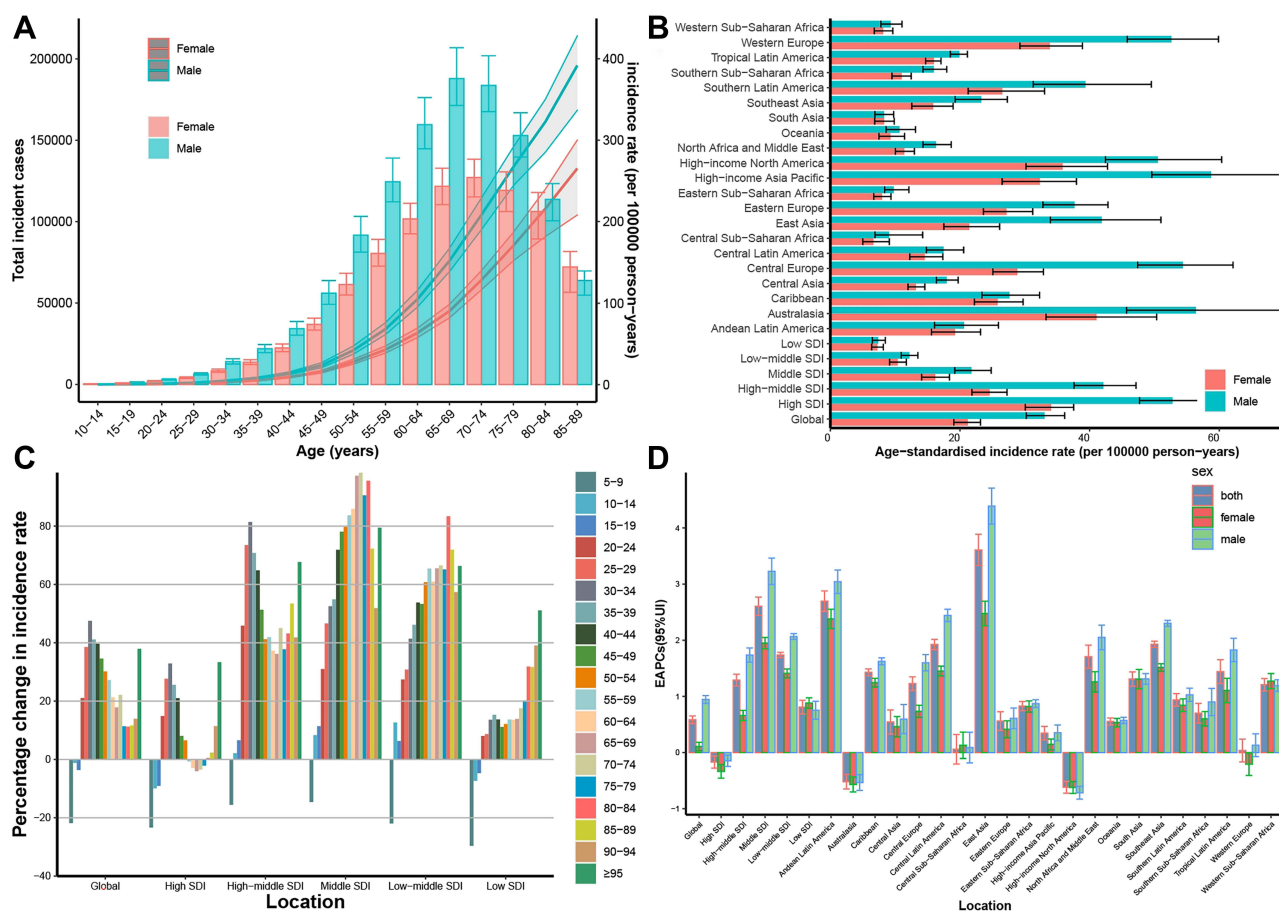 A
Female
Male
Female
Male
200000
150000
100000
50000
0
400
300
200
100
0
Total incident cases
incidence rate (per 100000 person−years)
10−14
15−19
20−24
25−29
30−34
35−39
40−44
45−49
50−54
55−59
60−64
65−69
70−74
75−79
80−84
85−89
Age (years)
B
Western Sub−Saharan Africa
Western Europe
Tropical Latin America
Southern Sub−Saharan Africa
Southern Latin America
Southeast Asia
South Asia
Oceania
North Africa and Middle East
High−income North America
High−income Asia Pacific
Eastern Sub−Saharan Africa
Eastern Europe
East Asia
Central Sub−Saharan Africa
Central Latin America
Central Europe
Central Asia
Caribbean
Australasia
Andean Latin America
Low SDI
Low−middle SDI
Middle SDI
High−middle SDI
High SDI
Global
Female
Male
0
20
40
60
Age−standardised incidence rate (per 100000 person−years)
C
Percentage change in incidence rate
80
60
40
20
0
−20
−40
Global
High SDI
High−middle SDI
Middle SDI
Low−middle SDI
Low SDI
Location
5−9
10−14
15−19
20−24
25−29
30−34
35−39
40−44
45−49
50−54
55−59
60−64
65−69
70−74
75−79
80−84
85−89
90−94
≥95
D
sex
both
female
male
EAPCs(95%UI)
4
3
2
1
0
−1
Global
High SDI
High−middle SDI
Middle SDI
Low−middle SDI
Low SDI
Andean Latin America
Australasia
Caribbean
Central Asia
Central Europe
Central Latin America
Central Sub−Saharan Africa
East Asia
Eastern Europe
Eastern Sub−Saharan Africa
High−income Asia Pacific
High−income North America
North Africa and Middle East
Oceania
South Asia
Southeast Asia
Southern Latin America
Southern Sub−Saharan Africa
Tropical Latin America
Western Europe
Western Sub−Saharan Africa
Location